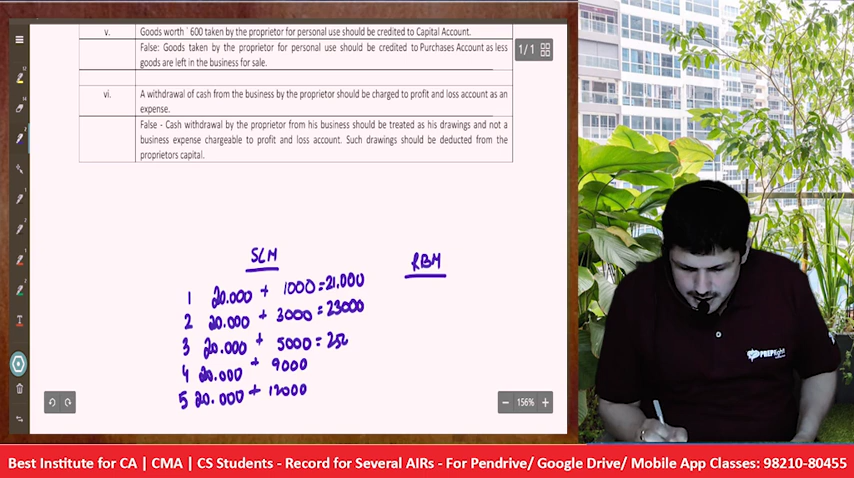 v. Goods worth ` 600 taken by the proprietor for personal use should be credited to Capital Account.
False: Goods taken by the proprietor for personal use should be credited to Purchases Account as less
goods are left in the business for sale.
vi. A withdrawal of cash from the business by the proprietor should be charged to profit and loss account as an
expense.
False - Cash withdrawal by the proprietor from his business should be treated as his drawings and not a
business expense chargeable to profit and loss account. Such drawings should be deducted from the
proprietors capital.
1/1
SLM
RBM
1 20.000 + 1000 = 21,000
2 20.000 + 3000 = 23000
3 20.000 + 5000 = 250
4 20.000 + 9000
5 20.000 + 12000
156%
PREPsight
Best Institute for CA | CMA | CS Students - Record for Several AIRs - For Pendrive/ Google Drive/ Mobile App Classes: 98210-80455